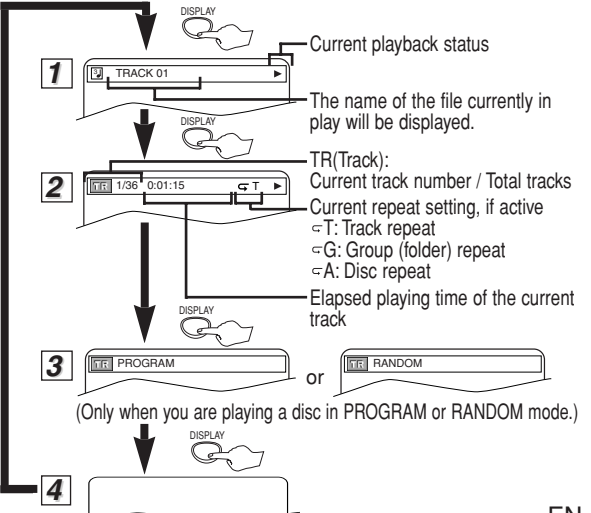 DISPLAY
Current playback status
1
TRACK 01
The name of the file currently in
play will be displayed.
DISPLAY
TR(Track):
Current track number / Total tracks
2
TR 1/36 0:01:15 T
Current repeat setting, if active
T: Track repeat
G: Group (folder) repeat
A: Disc repeat
Elapsed playing time of the current
track
DISPLAY
3
TR PROGRAM
or
TR RANDOM
(Only when you are playing a disc in PROGRAM or RANDOM mode.)
DISPLAY
4
EN